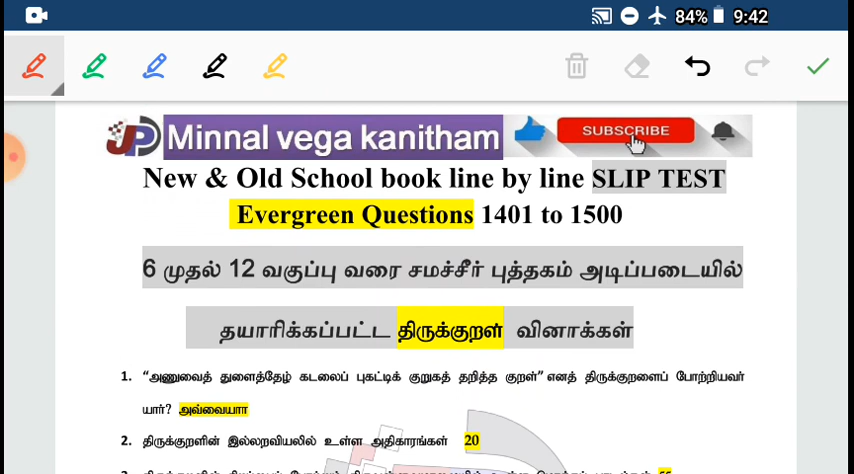 84% 9:42
JP Minnal vega kanitham SUBSCRIBE
New & Old School book line by line SLIP TEST
Evergreen Questions 1401 to 1500
6 முதல் 12 வகுப்பு வரை சமச்சீர் புத்தகம் அடிப்படையில்
தயாரிக்கப்பட்ட திருக்குறள் வினாக்கள்
1. “அணுவைத் துளைத்தேழ் கடலைப் புகட்டிக் குறுகத் தறித்த குறள்” எனத் திருக்குறளைப் போற்றியவர்
யார்? அவ்வையார்
2. திருக்குறளின் இல்லறவியலில் உள்ள அதிகாரங்கள் 20